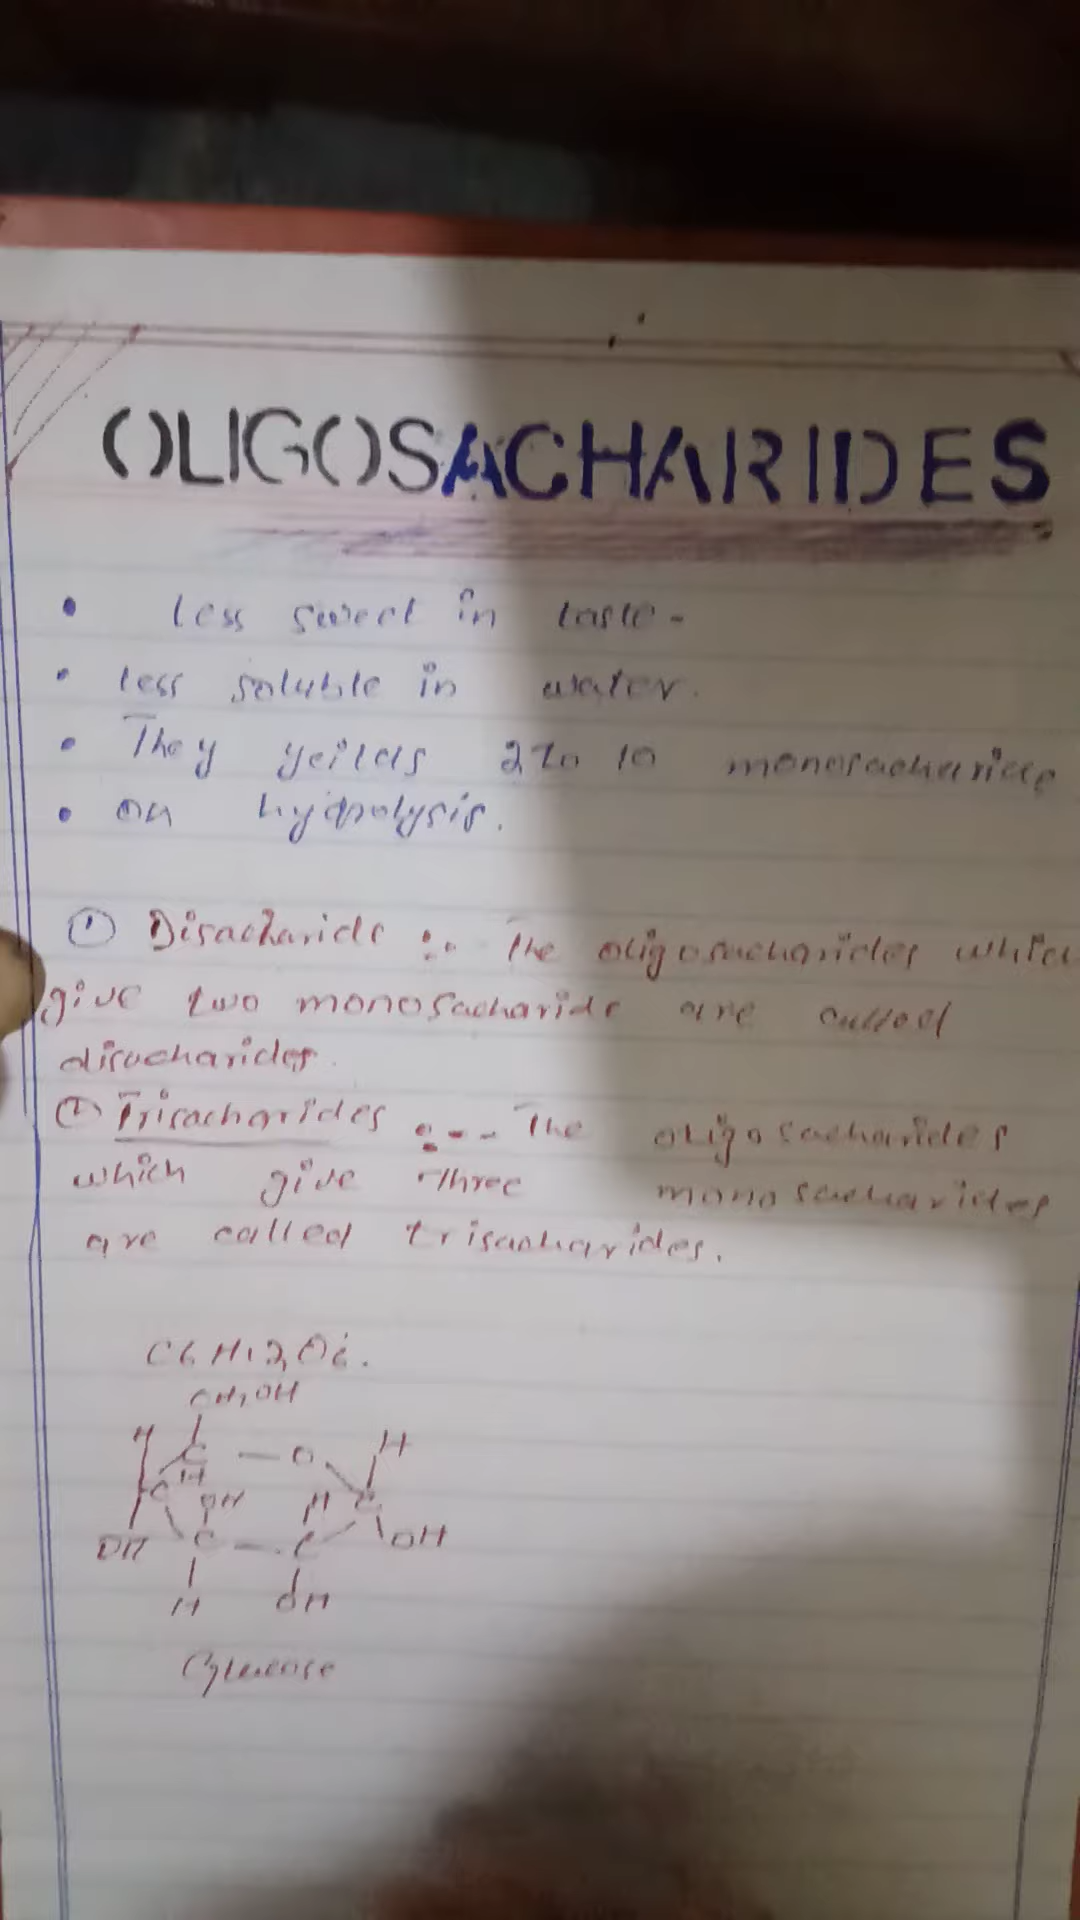 OLIGOSACHARIDES
• less sweet in taste-
• less soluble in water.
• They yeilds 2 to 10 monosacharide
• on hydrolysis.
① Disacharide :- The oligosacharides which
give two monosacharide are called
disacharides.
② Trisacharides :-- The oligosacharides
which give three monosacharides
are called trisacharides.
C6H12O6.
CH2OH
H C — O H
C H OH H C
OH C — C OH
H OH
Glucose